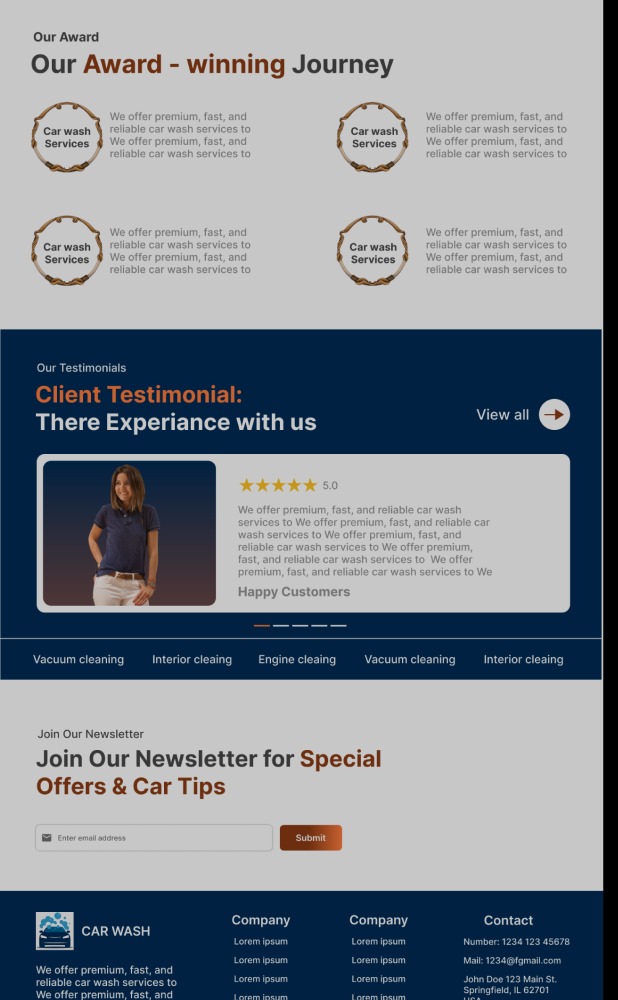 Our Award
Our Award - winning Journey
Car wash
Services
We offer premium, fast, and
reliable car wash services to
We offer premium, fast, and
reliable car wash services to
Car wash
Services
We offer premium, fast, and
reliable car wash services to
We offer premium, fast, and
reliable car wash services to
Car wash
Services
We offer premium, fast, and
reliable car wash services to
We offer premium, fast, and
reliable car wash services to
Car wash
Services
We offer premium, fast, and
reliable car wash services to
We offer premium, fast, and
reliable car wash services to
Our Testimonials
Client Testimonial:
There Experiance with us
View all
5.0
We offer premium, fast, and reliable car wash
services to We offer premium, fast, and reliable car
wash services to We offer premium, fast, and
reliable car wash services to We offer premium,
fast, and reliable car wash services to  We offer
premium, fast, and reliable car wash services to We
Happy Customers
Vacuum cleaning
Interior cleaing
Engine cleaing
Vacuum cleaning
Interior cleaing
Join Our Newsletter
Join Our Newsletter for Special
Offers & Car Tips
Enter email address
Submit
CAR WASH
We offer premium, fast, and
reliable car wash services to
We offer premium, fast, and
Company
Lorem ipsum
Lorem ipsum
Lorem ipsum
Lorem ipsum
Company
Lorem ipsum
Lorem ipsum
Lorem ipsum
Lorem ipsum
Contact
Number: 1234 123 45678
Mail: 1234@fgmail.com
John Doe 123 Main St.
Springfield, IL 62701
USA